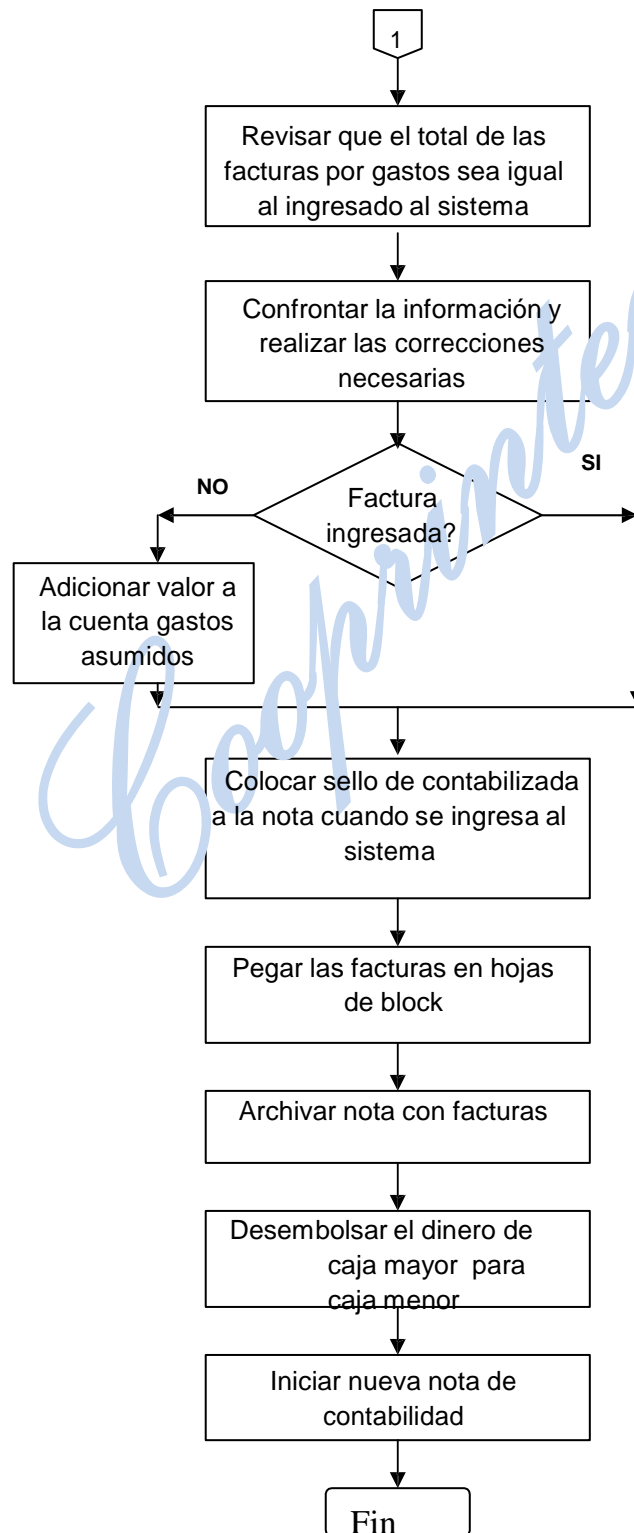 1
Revisar que el total de las
facturas por gastos sea igual
al ingresado al sistema
Confrontar la información y
realizar las correcciones
necesarias
NO
SI
Factura
ingresada?
Adicionar valor a
la cuenta gastos
asumidos
Colocar sello de contabilizada
a la nota cuando se ingresa al
sistema
Pegar las facturas en hojas
de block
Archivar nota con facturas
Desembolsar el dinero de
caja mayor para
caja menor
Iniciar nueva nota de
contabilidad
Fin